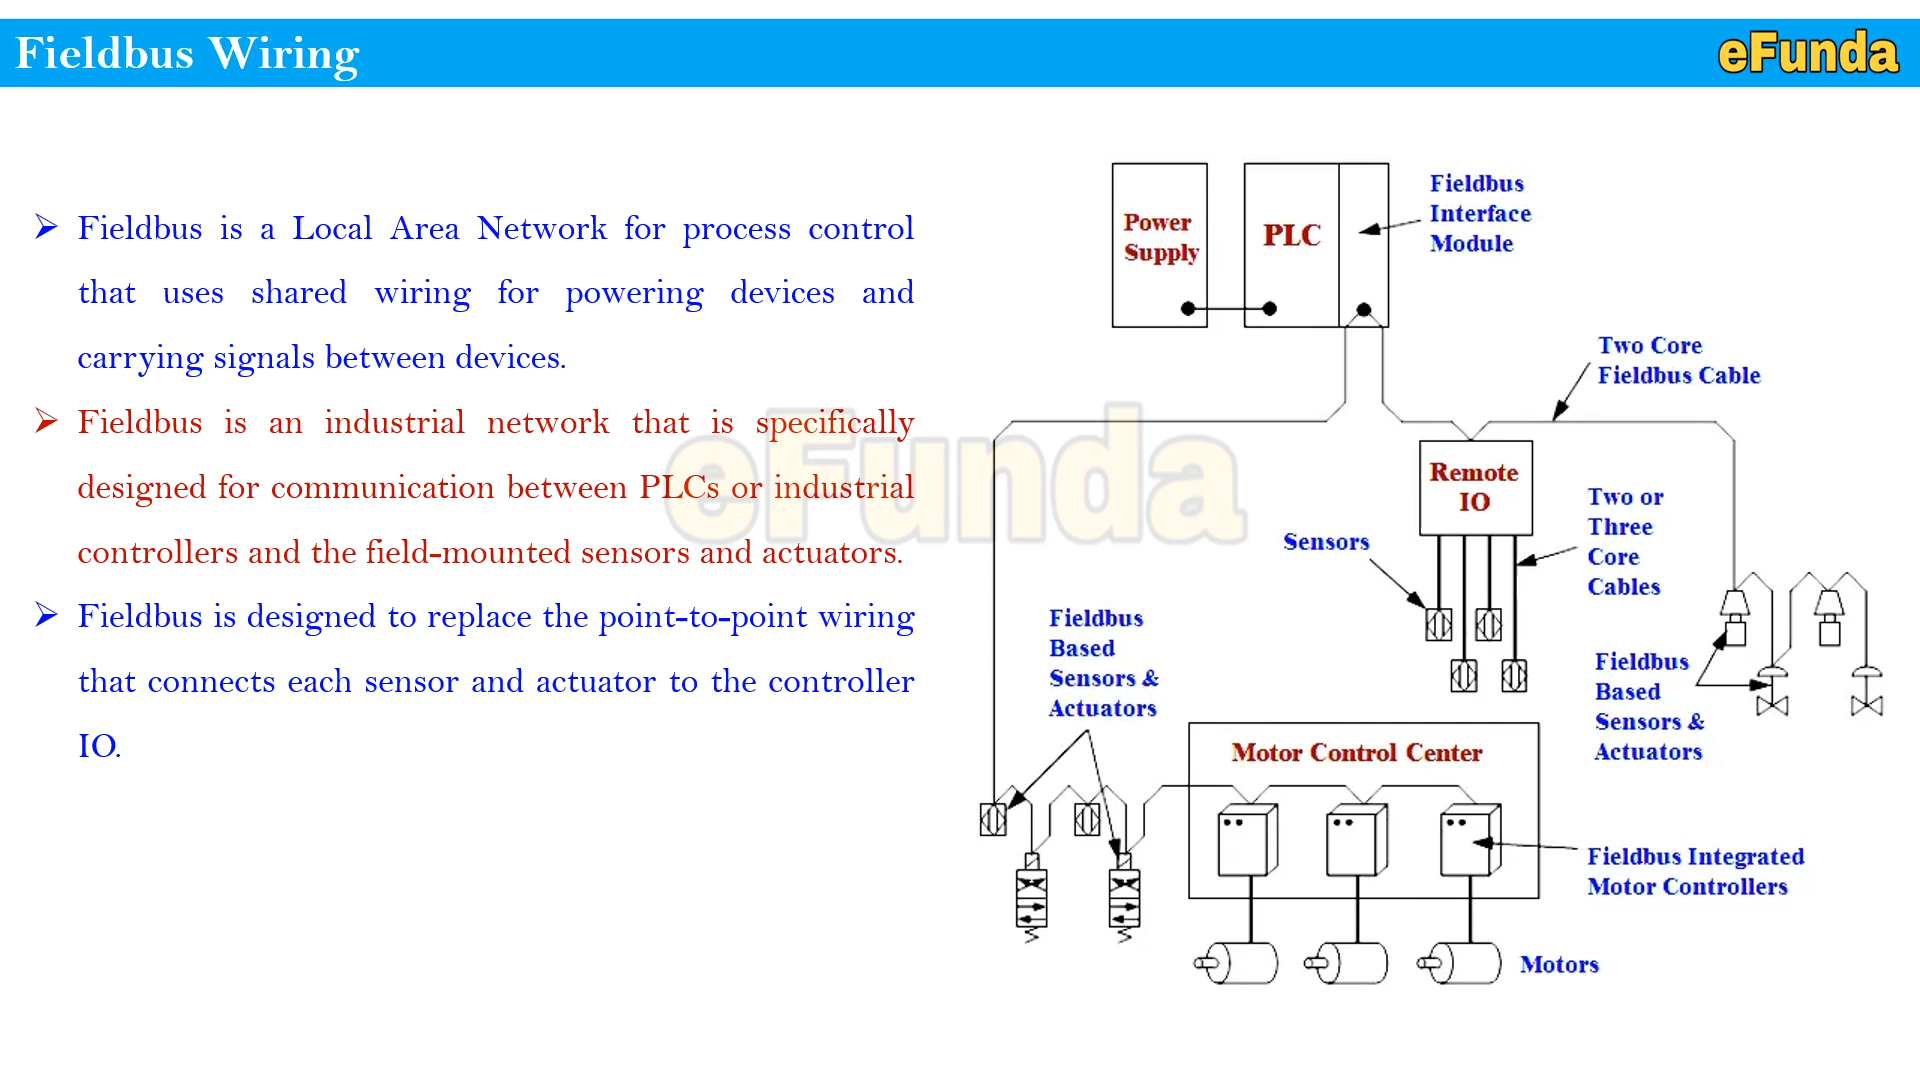 Fieldbus Wiring
eFunda
➢ Fieldbus is a Local Area Network for process control
that uses shared wiring for powering devices and
carrying signals between devices.
➢ Fieldbus is an industrial network that is specifically
designed for communication between PLCs or industrial
controllers and the field-mounted sensors and actuators.
➢ Fieldbus is designed to replace the point-to-point wiring
that connects each sensor and actuator to the controller
IO.
eFunda
Power
Supply
PLC
Fieldbus
Interface
Module
Two Core
Fieldbus Cable
Remote
IO
Sensors
Two or
Three
Core
Cables
Fieldbus
Based
Sensors &
Actuators
Fieldbus
Based
Sensors &
Actuators
Motor Control Center
Fieldbus Integrated
Motor Controllers
Motors